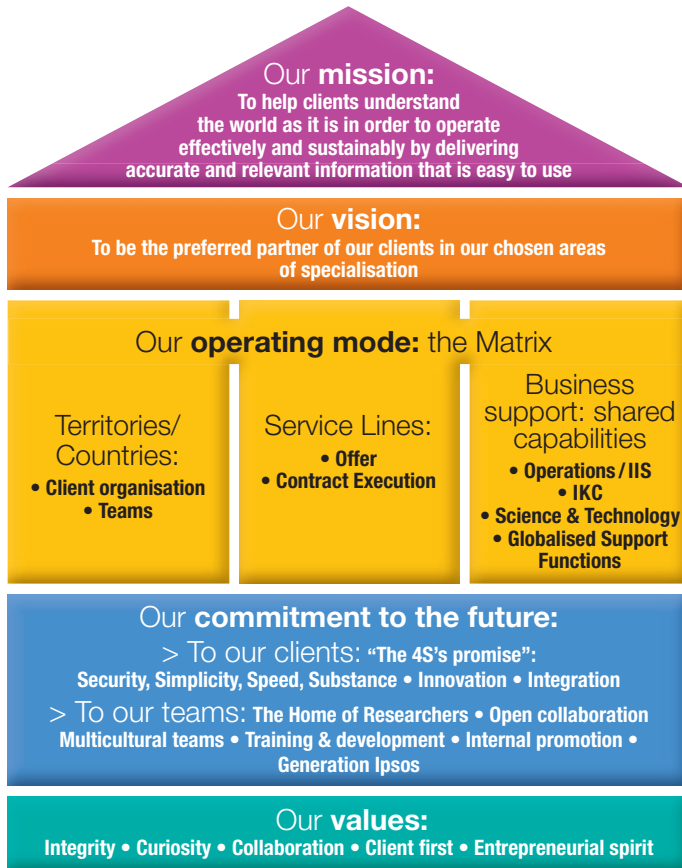 Our mission:
To help clients understand
the world as it is in order to operate
effectively and sustainably by delivering
accurate and relevant information that is easy to use
Our vision:
To be the preferred partner of our clients in our chosen areas
of specialisation
Our operating mode: the Matrix
Territories/
Countries:
• Client organisation
• Teams
Service Lines:
• Offer
• Contract Execution
Business
support: shared
capabilities
• Operations/IIS
• IKC
• Science & Technology
• Globalised Support
Functions
Our commitment to the future:
> To our clients: “The 4S’s promise”:
Security, Simplicity, Speed, Substance • Innovation • Integration
> To our teams: The Home of Researchers • Open collaboration
Multicultural teams • Training & development • Internal promotion •
Generation Ipsos
Our values:
Integrity • Curiosity • Collaboration • Client first • Entrepreneurial spirit